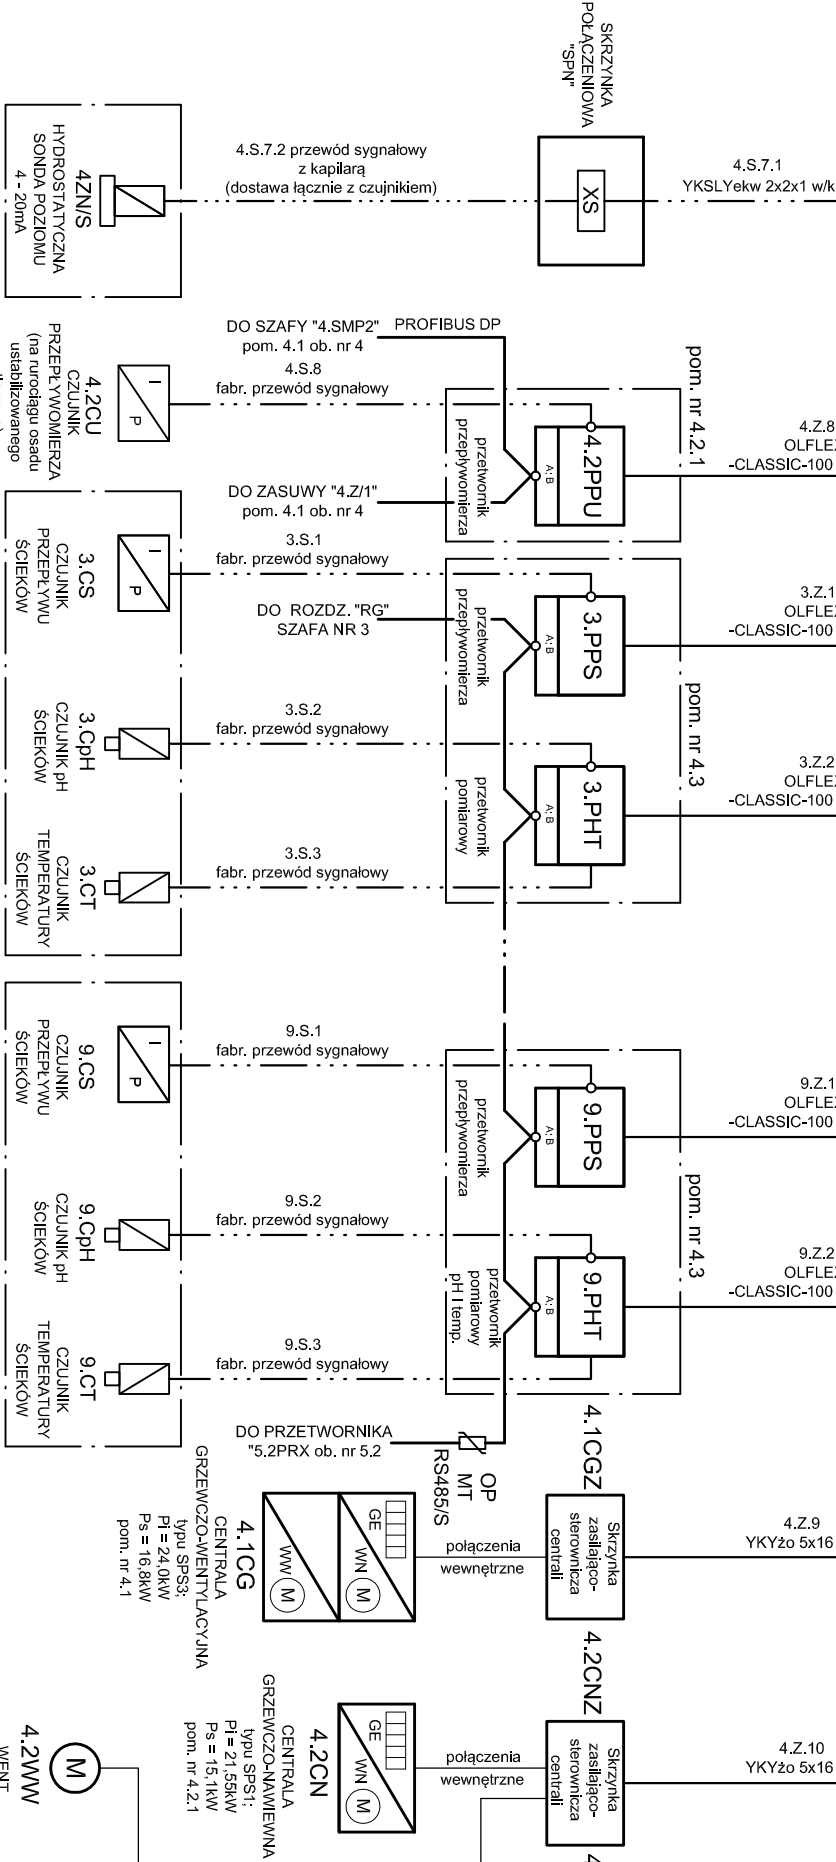 SKRZYNKA
POŁĄCZENIOWA
"SPN"
XS
4.S.7.1
YKSLYekw 2x2x1 w/k
4.S.7.2 przewód sygnałowy
z kapilarą
(dostawa łącznie z czujnikiem)
4ZN/S
HYDROSTATYCZNA
SONDA POZIOMU
4 - 20mA
DO SZAFY "4.SMP2"
pom. 4.1 ob. nr 4
PROFIBUS DP
4.S.8
fabr. przewód sygnałowy
4.2CU
CZUJNIK
PRZEPŁYWOMIERZA
(na rurociągu osadu
ustabilizowanego
I
P
pom. nr 4.2.1
4.2PPU
A; B
przetwornik
przepływomierza
4.Z.8
OLFLEX
-CLASSIC-100
DO ZASUWY "4.Z/1"
pom. 4.1 ob. nr 4
3.S.1
fabr. przewód sygnałowy
3.CS
CZUJNIK
PRZEPŁYWU
ŚCIEKÓW
I
P
DO ROZDZ. "RG"
SZAFA NR 3
przetwornik
przepływomierza
3.PPS
A; B
3.Z.1
OLFLEX
-CLASSIC-100
pom. nr 4.3
3.S.2
fabr. przewód sygnałowy
3.CpH
CZUJNIK pH
ŚCIEKÓW
przetwornik
pomiarowy
3.PHT
A; B
3.Z.2
OLFLEX
-CLASSIC-100
3.S.3
fabr. przewód sygnałowy
3.CT
CZUJNIK
TEMPERATURY
ŚCIEKÓW
9.S.1
fabr. przewód sygnałowy
9.CS
CZUJNIK
PRZEPŁYWU
ŚCIEKÓW
I
P
przetwornik
przepływomierza
9.PPS
A; B
9.Z.1
OLFLEX
-CLASSIC-100
pom. nr 4.3
9.S.2
fabr. przewód sygnałowy
9.CpH
CZUJNIK pH
ŚCIEKÓW
przetwornik
pomiarowy
pH I temp.
9.PHT
A; B
9.Z.2
OLFLEX
-CLASSIC-100
9.S.3
fabr. przewód sygnałowy
9.CT
CZUJNIK
TEMPERATURY
ŚCIEKÓW
DO PRZETWORNIKA
"5.2PRX ob. nr 5.2
OP
MT
RS485/S
4.1CGZ
Skrzynka
zasilająco-
sterownicza
centrali
4.Z.9
YKYżo 5x16
połączenia
wewnętrzne
GE
WN
M
WW
M
4.1CG
CENTRALA
GRZEWCZO-WENTYLACYJNA
typu SPS3;
Pi = 24,0kW
Ps = 16,8kW
pom. nr 4.1
4.2CNZ
Skrzynka
zasilająco-
sterownicza
centrali
4.Z.10
YKYżo 5x16
połączenia
wewnętrzne
GE
WN
M
4.2CN
CENTRALA
GRZEWCZO-NAWIEWNA
typu SPS1;
Pi = 21,55kW
Ps = 15,1kW
pom. nr 4.2.1
M
4.2WW
WENT
4